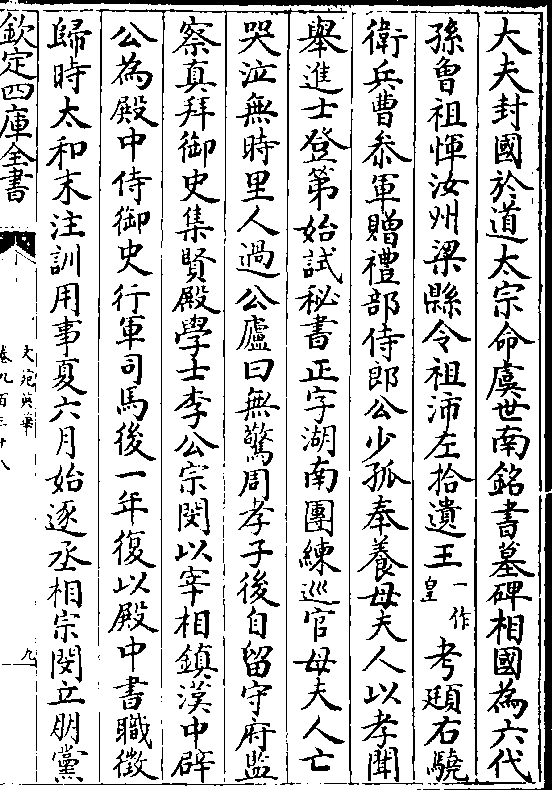 大夫封國於道太宗命虞世南銘書墓碑相國為六代
孫曾祖惲汝州梁縣令祖沛左拾遺王一作皇考頲右驍
衛兵曹叅軍贈禮部侍郎公少孤奉養母夫人以孝聞
舉進士登第始試秘書正字湖南團練巡官母夫人亡
哭泣無時里人過公廬曰無驚周孝子後自留守府監
察真拜御史集賢殿學士李公宗閔以宰相鎮漢中辟
公為殿中侍御史行軍司馬後一年復以殿中書職徴
歸時太和末注訓用事夏六月始逐丞相宗閔立朋黨
欽定四庫全書
文苑英華
卷九百三十八
九